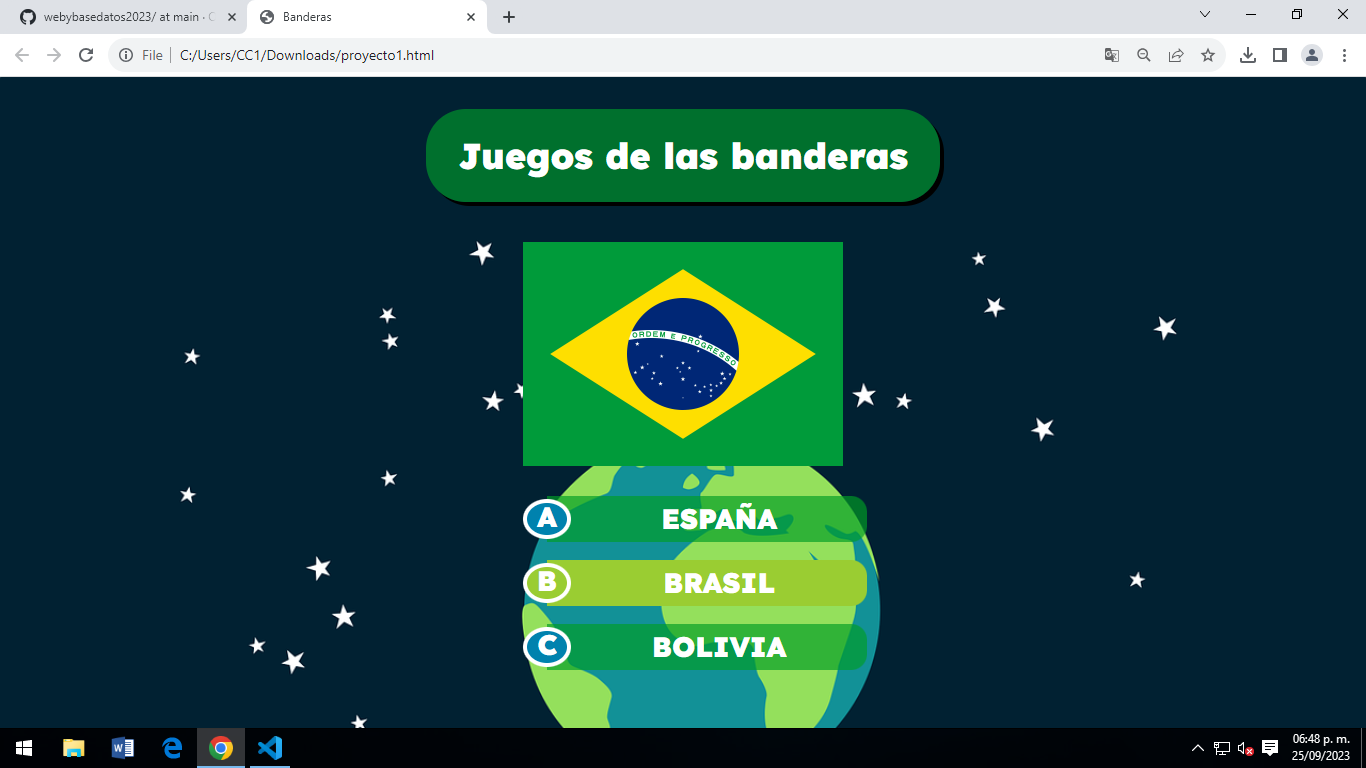 webybasedatos2023/ at main · C
Banderas
File
C:/Users/CC1/Downloads/proyecto1.html
Juegos de las banderas
ORDEM E PROGRESSO
A ESPAÑA
B BRASIL
C BOLIVIA
06:48 p. m.
25/09/2023